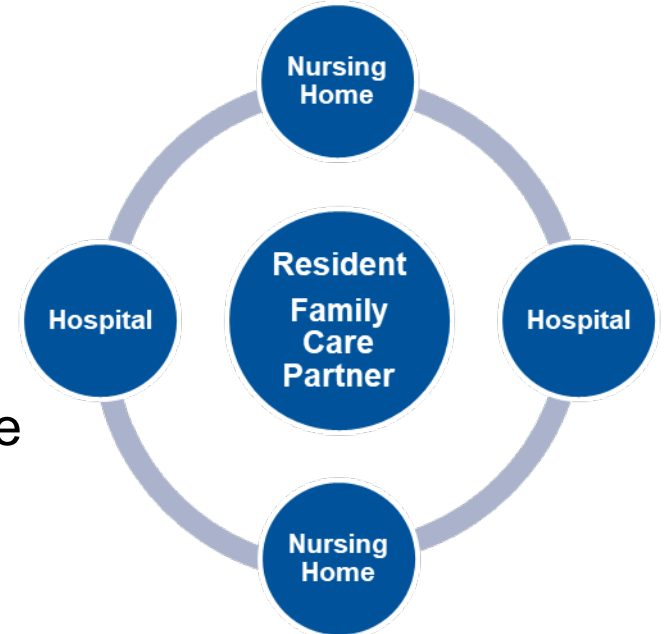 Nursing
Home
Resident
Family
Care
Partner
Hospital
Hospital
e
Nursing
Home